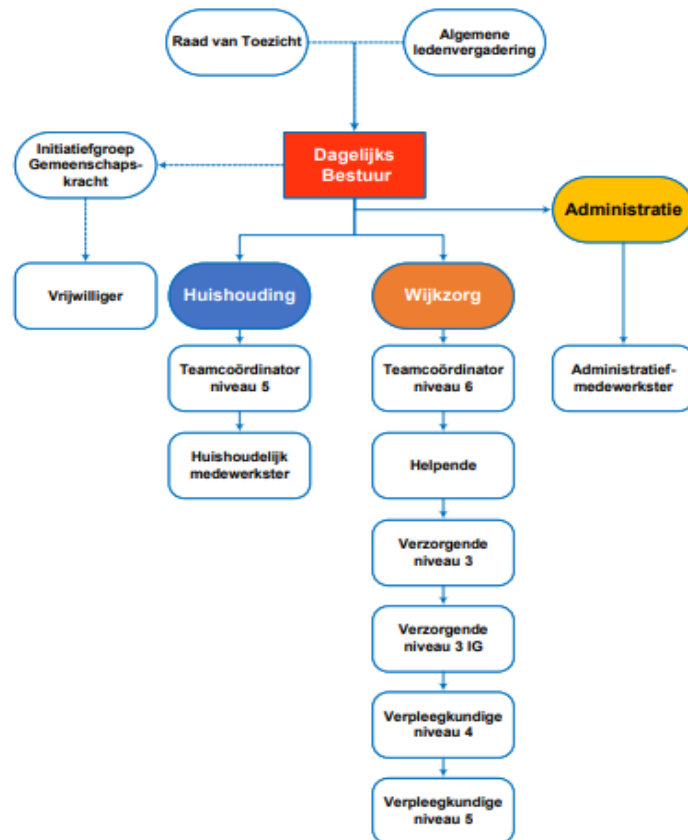 Raad van Toezicht
Algemene
ledenvergadering
Initiatiefgroep
Gemeenschaps-
kracht
Dagelijks
Bestuur
Administratie
Vrijwilliger
Huishouding
Wijkzorg
Teamcoördinator
niveau 5
Teamcoördinator
niveau 6
Administratief-
medewerkster
Huishoudelijk
medewerkster
Helpende
Verzorgende
niveau 3
Verzorgende
niveau 3 IG
Verpleegkundige
niveau 4
Verpleegkundige
niveau 5